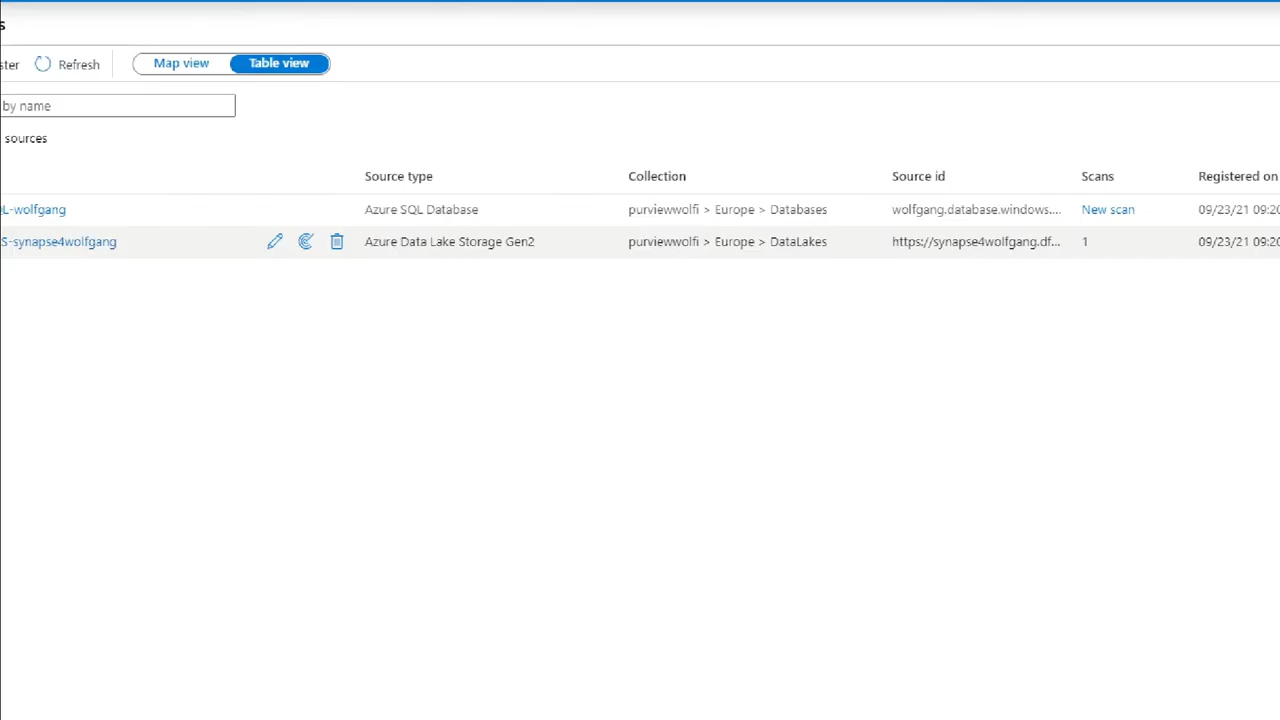 s
ster Refresh Map view Table view
by name
sources
Source type Collection Source id Scans Registered on
L-wolfgang Azure SQL Database purviewwolfi > Europe > Databases wolfgang.database.windows.... New scan 09/23/21 09:20
S-synapse4wolfgang Azure Data Lake Storage Gen2 purviewwolfi > Europe > DataLakes https://synapse4wolfgang.df... 1 09/23/21 09:20